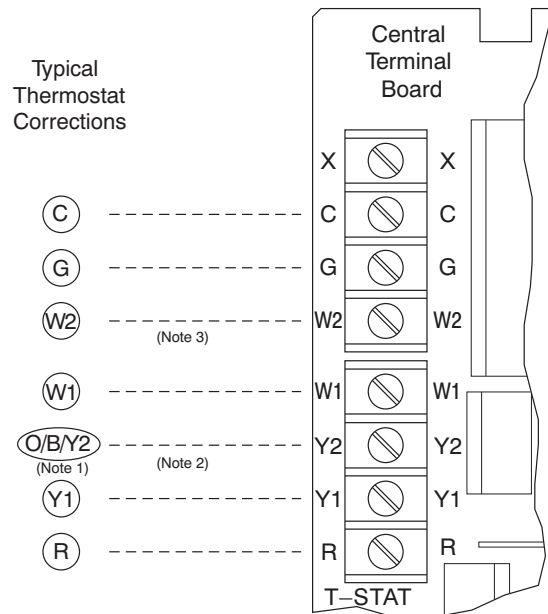 Typical
Thermostat
Corrections
Central
Terminal
Board
X X
C C C
G G G
W2 (Note 3) W2 W2
W1 W1 W1
O/B/Y2 (Note 2) Y2 Y2
(Note 1)
Y1 Y1 Y1
R R R
T–STAT